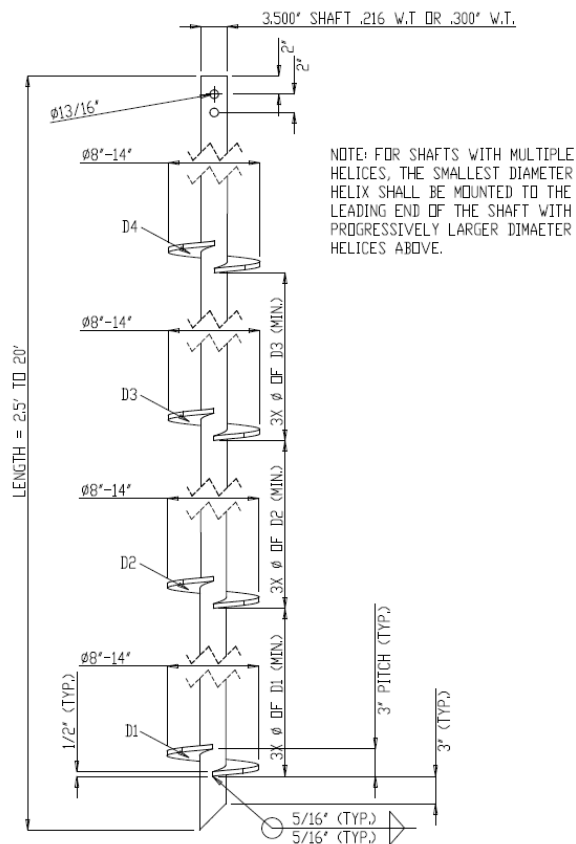 3.500" SHAFT .216 W.T OR .300" W.T.
2"
2"
Ø13/16"
Ø8"-14"
NOTE: FOR SHAFTS WITH MULTIPLE
HELICES, THE SMALLEST DIAMETER
HELIX SHALL BE MOUNTED TO THE
LEADING END OF THE SHAFT WITH
PROGRESSIVELY LARGER DIMAETER
HELICES ABOVE.
D4
3X Ø OF D3 (MIN.)
Ø8"-14"
LENGTH = 2.5' TO 20'
D3
3X Ø OF D2 (MIN.)
Ø8"-14"
D2
3X Ø OF D1 (MIN.)
Ø8"-14"
1/2" (TYP.)
D1
3" PITCH (TYP.)
3" (TYP.)
5/16" (TYP.)
5/16" (TYP.)